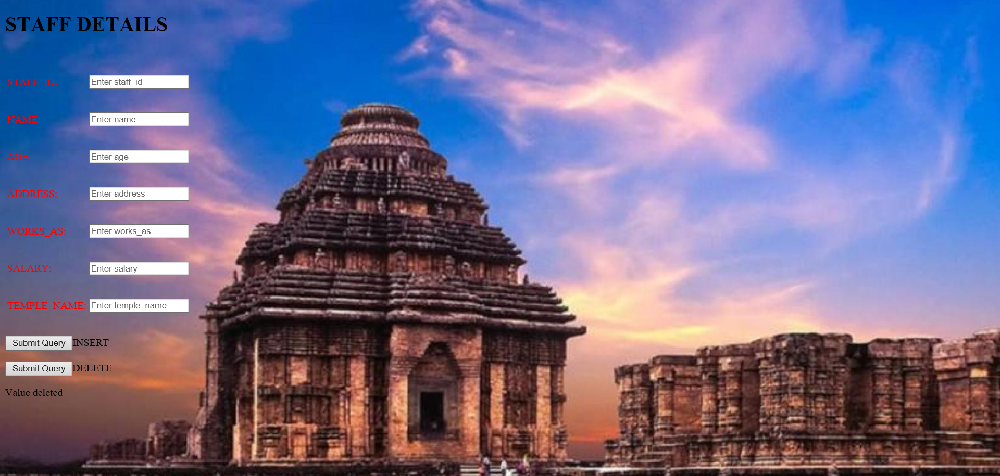 STAFF DETAILS
STAFF_ID: Enter staff_id
NAME: Enter name
AGE: Enter age
ADDRESS: Enter address
WORKS_AS: Enter works_as
SALARY: Enter salary
TEMPLE_NAME: Enter temple_name
Submit Query INSERT
Submit Query DELETE
Value deleted